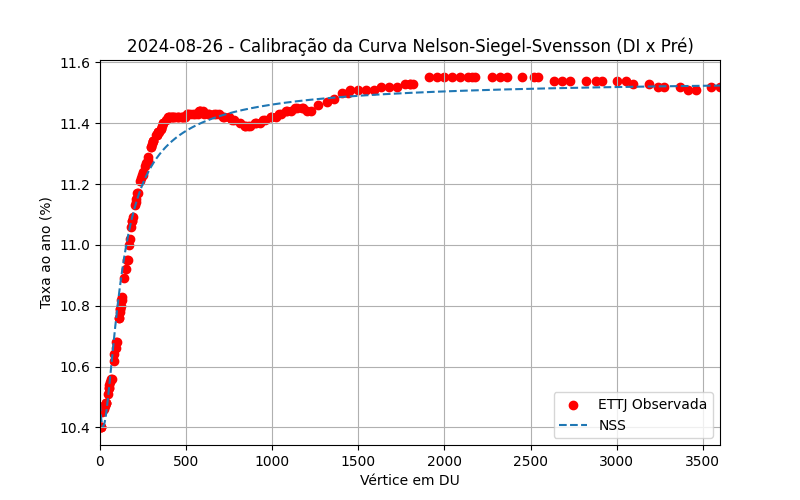 2024-08-26 - Calibração da Curva Nelson-Siegel-Svensson (DI x Pré)
11.6
11.4
11.2
11.0
10.8
10.6
10.4
Taxa ao ano (%)
ETTJ Observada
NSS
0 500 1000 1500 2000 2500 3000 3500
Vértice em DU